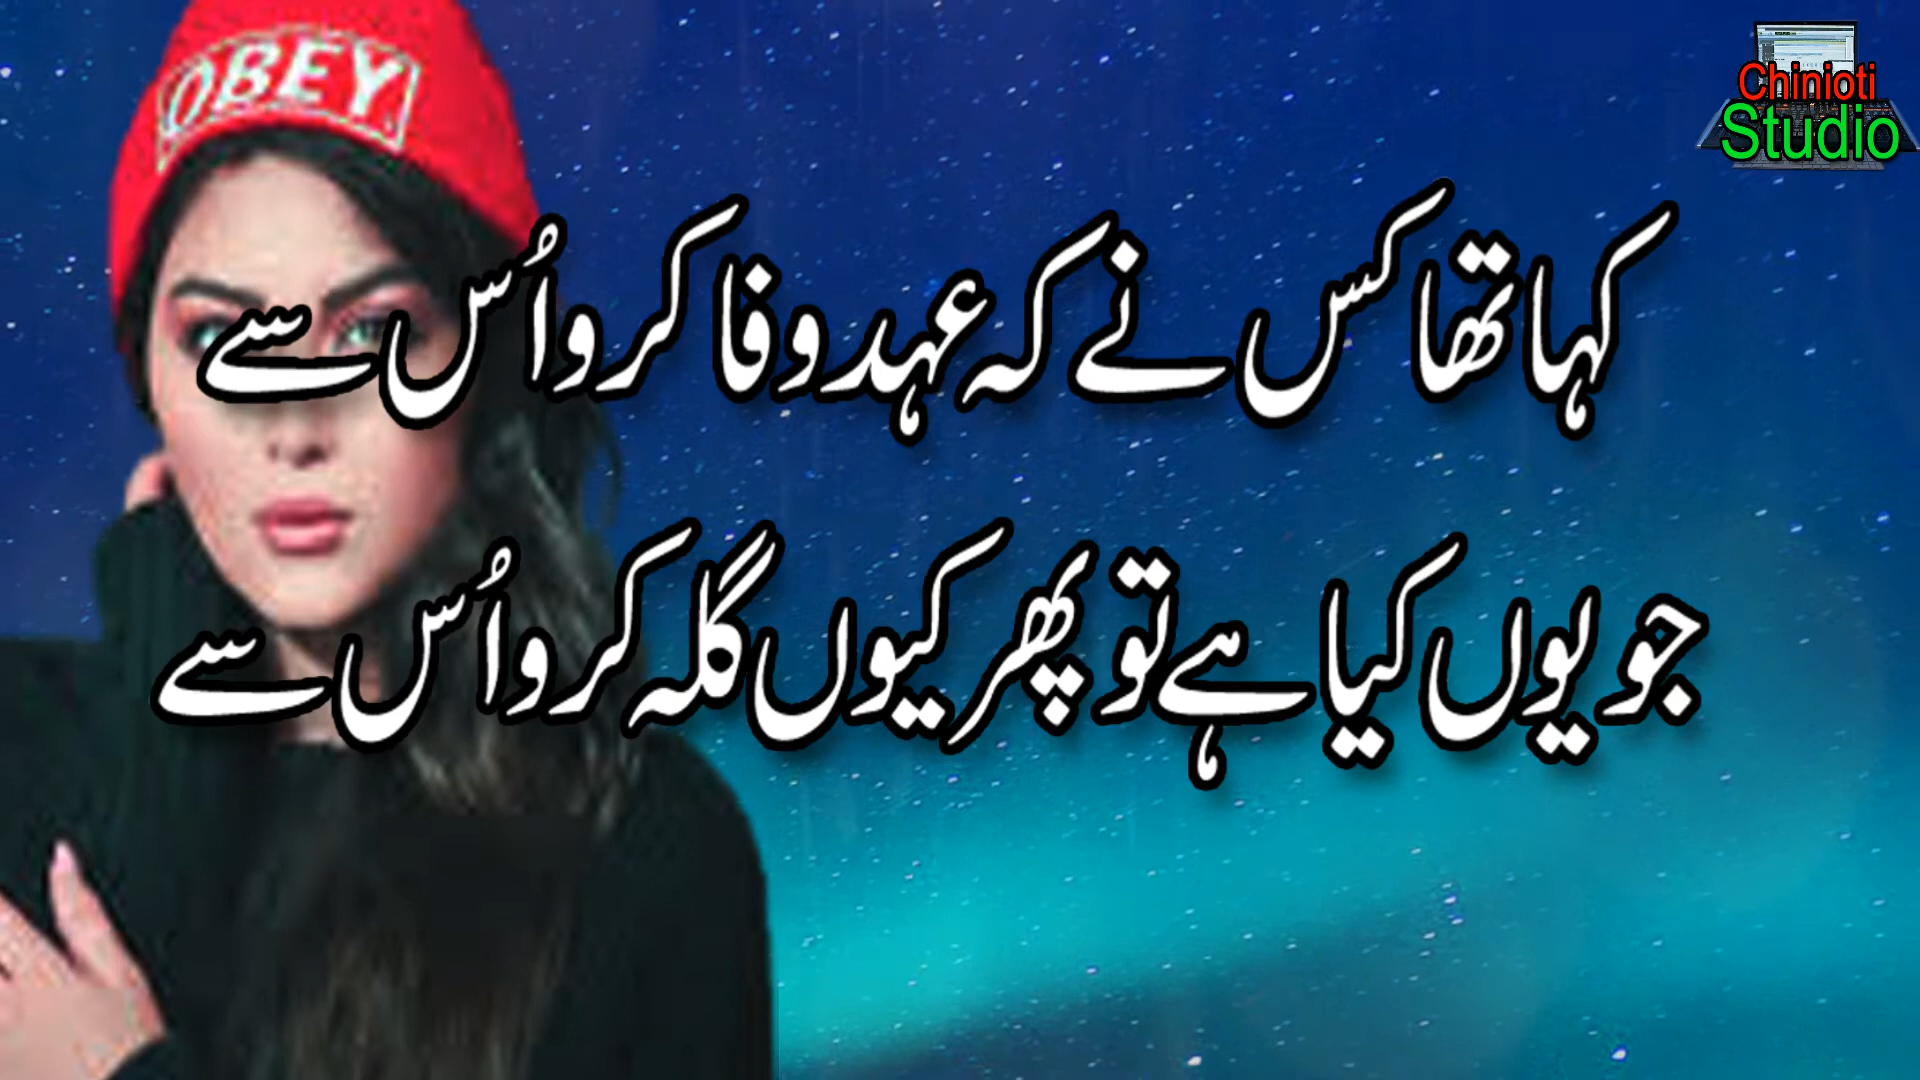 OBEY
Chinioti
Studio
کہا تھا کس نے کہ عہد وفا کرو اُس سے
جو یوں کیا ہے تو پھر کیوں گلہ کرو اُس سے